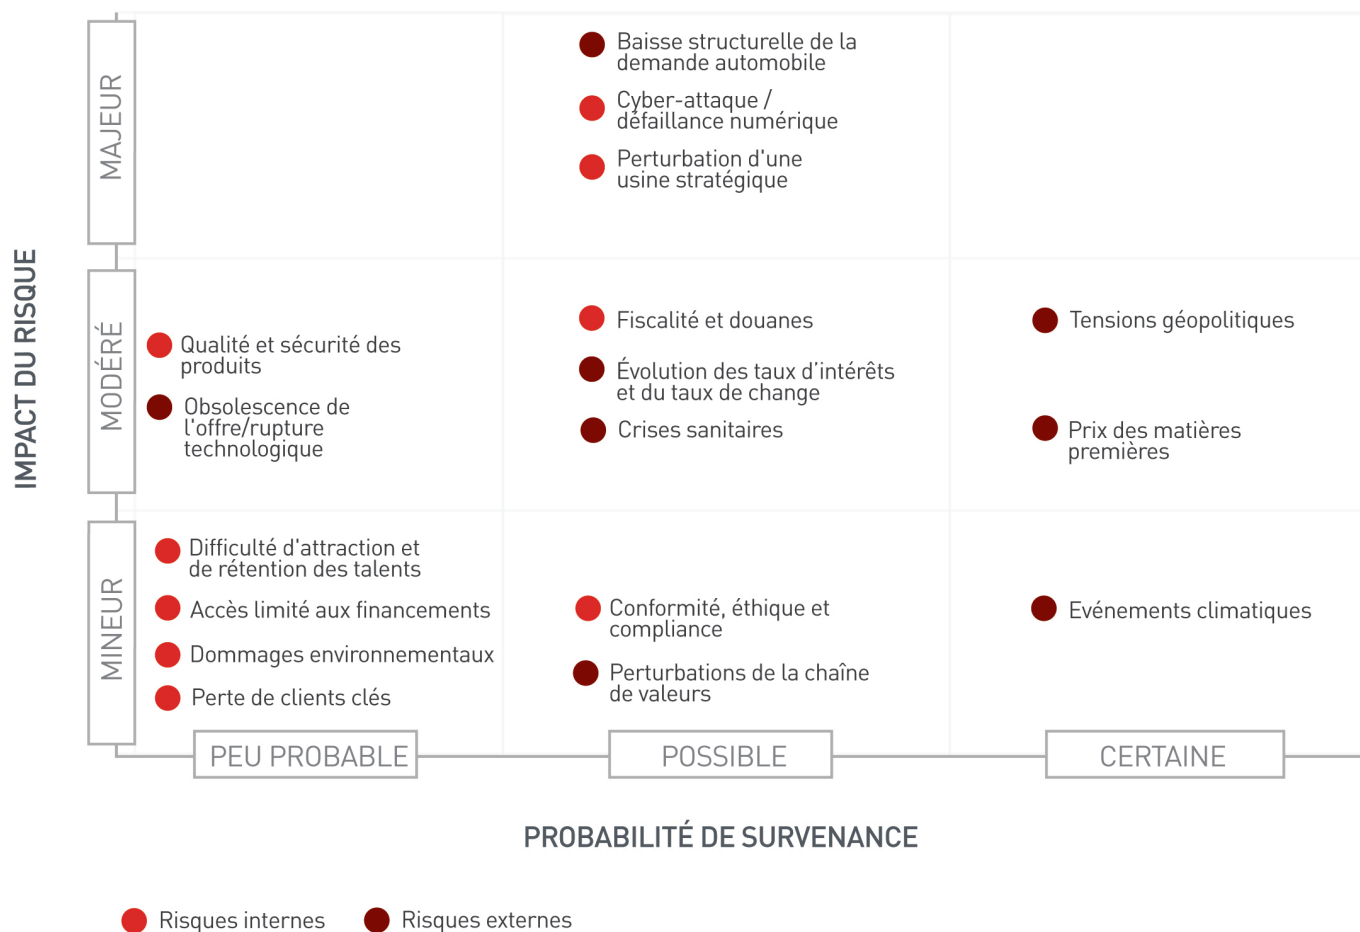 IMPACT DU RISQUE
MAJEUR
Baisse structurelle de la
demande automobile
Cyber-attaque /
défaillance numérique
Perturbation d'une
usine stratégique
MODÉRÉ
Qualité et sécurité des
produits
Obsolescence de
l'offre/rupture
technologique
Fiscalité et douanes
Évolution des taux d'intérêts
et du taux de change
Crises sanitaires
Tensions géopolitiques
Prix des matières
premières
MINEUR
Difficulté d'attraction et
de rétention des talents
Accès limité aux financements
Dommages environnementaux
Perte de clients clés
Conformité, éthique et
compliance
Perturbations de la chaîne
de valeurs
Evénements climatiques
PEU PROBABLE
POSSIBLE
CERTAINE
PROBABILITÉ DE SURVENANCE
Risques internes
Risques externes